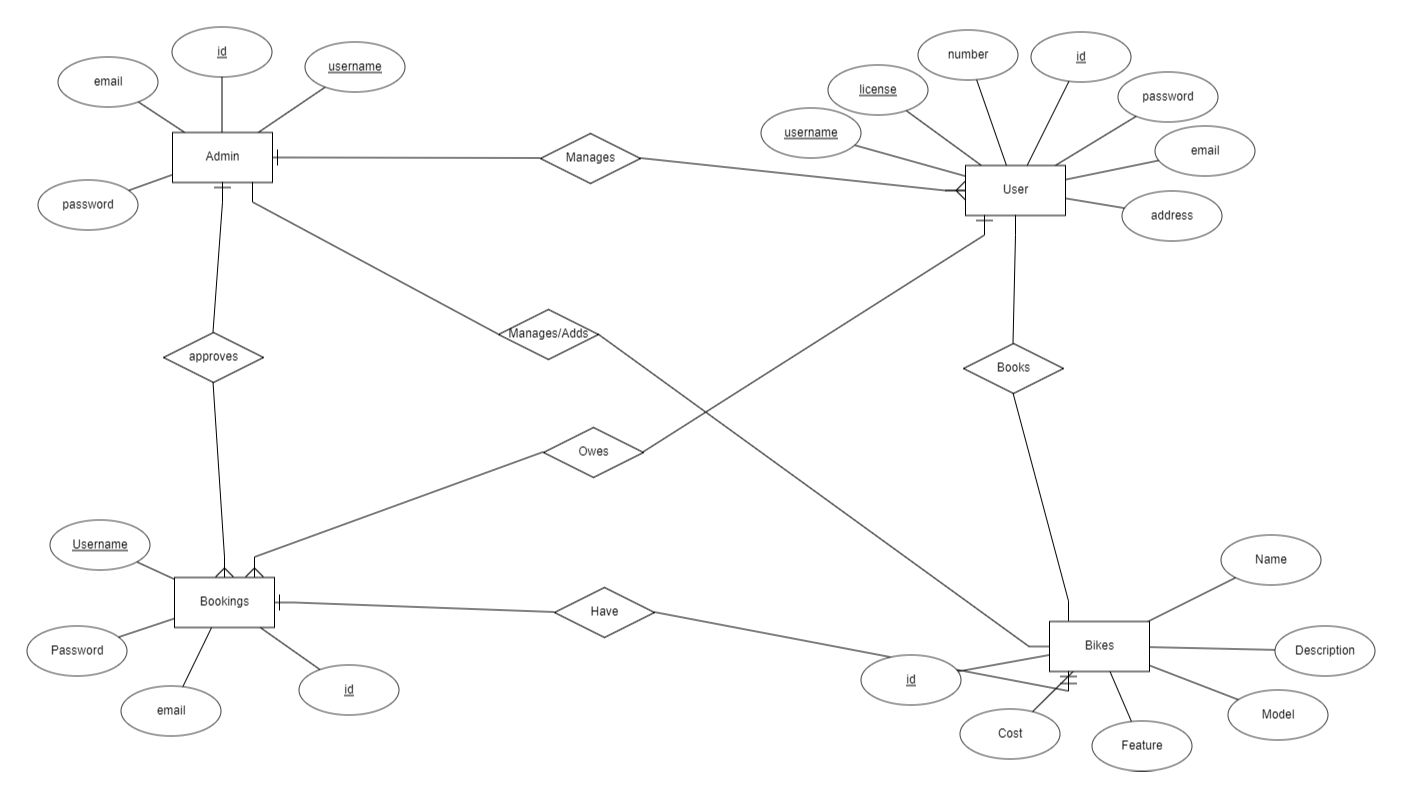 id
username
email
Admin
password
number
id
license
password
username
email
User
address
Manages
Manages/Adds
approves
Books
Owes
Username
Bookings
Password
id
email
Have
Name
Bikes
Description
id
Model
Cost
Feature